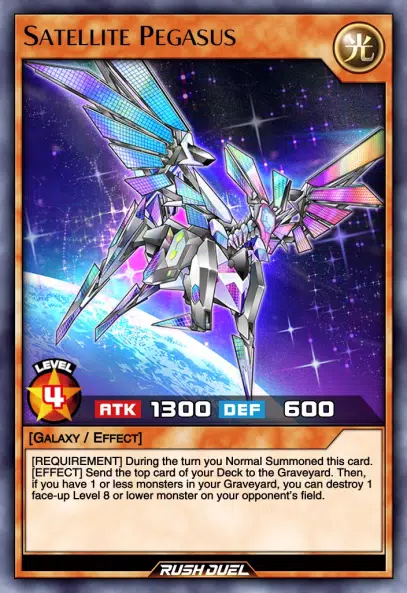 SATELLITE PEGASUS
光
LEVEL
4
ATK 1300 DEF 600
[GALAXY / EFFECT]
[REQUIREMENT] During the turn you Normal Summoned this card.
[EFFECT] Send the top card of your Deck to the Graveyard. Then,
if you have 1 or less monsters in your Graveyard, you can destroy 1
face-up Level 8 or lower monster on your opponent's field.
RUSH DUEL